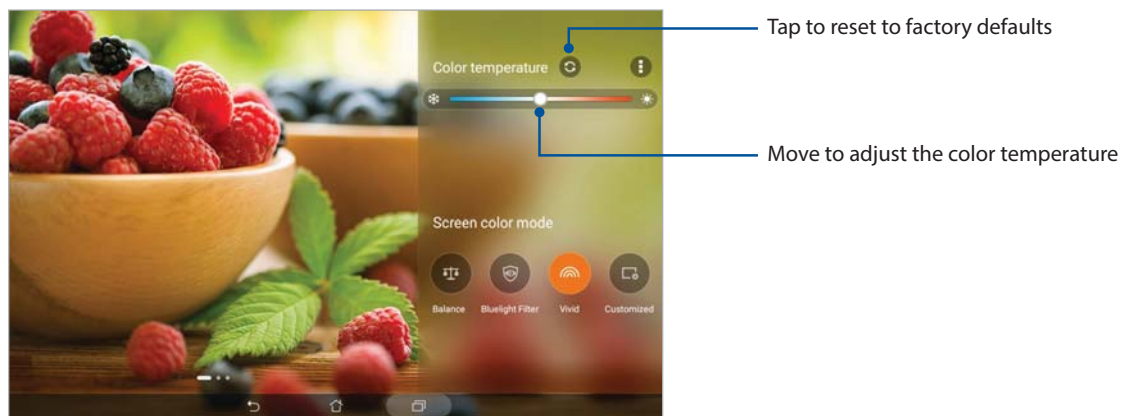 Tap to reset to factory defaults
Color temperature
Move to adjust the color temperature
Screen color mode
Balance Bluelight Filter Vivid Customized